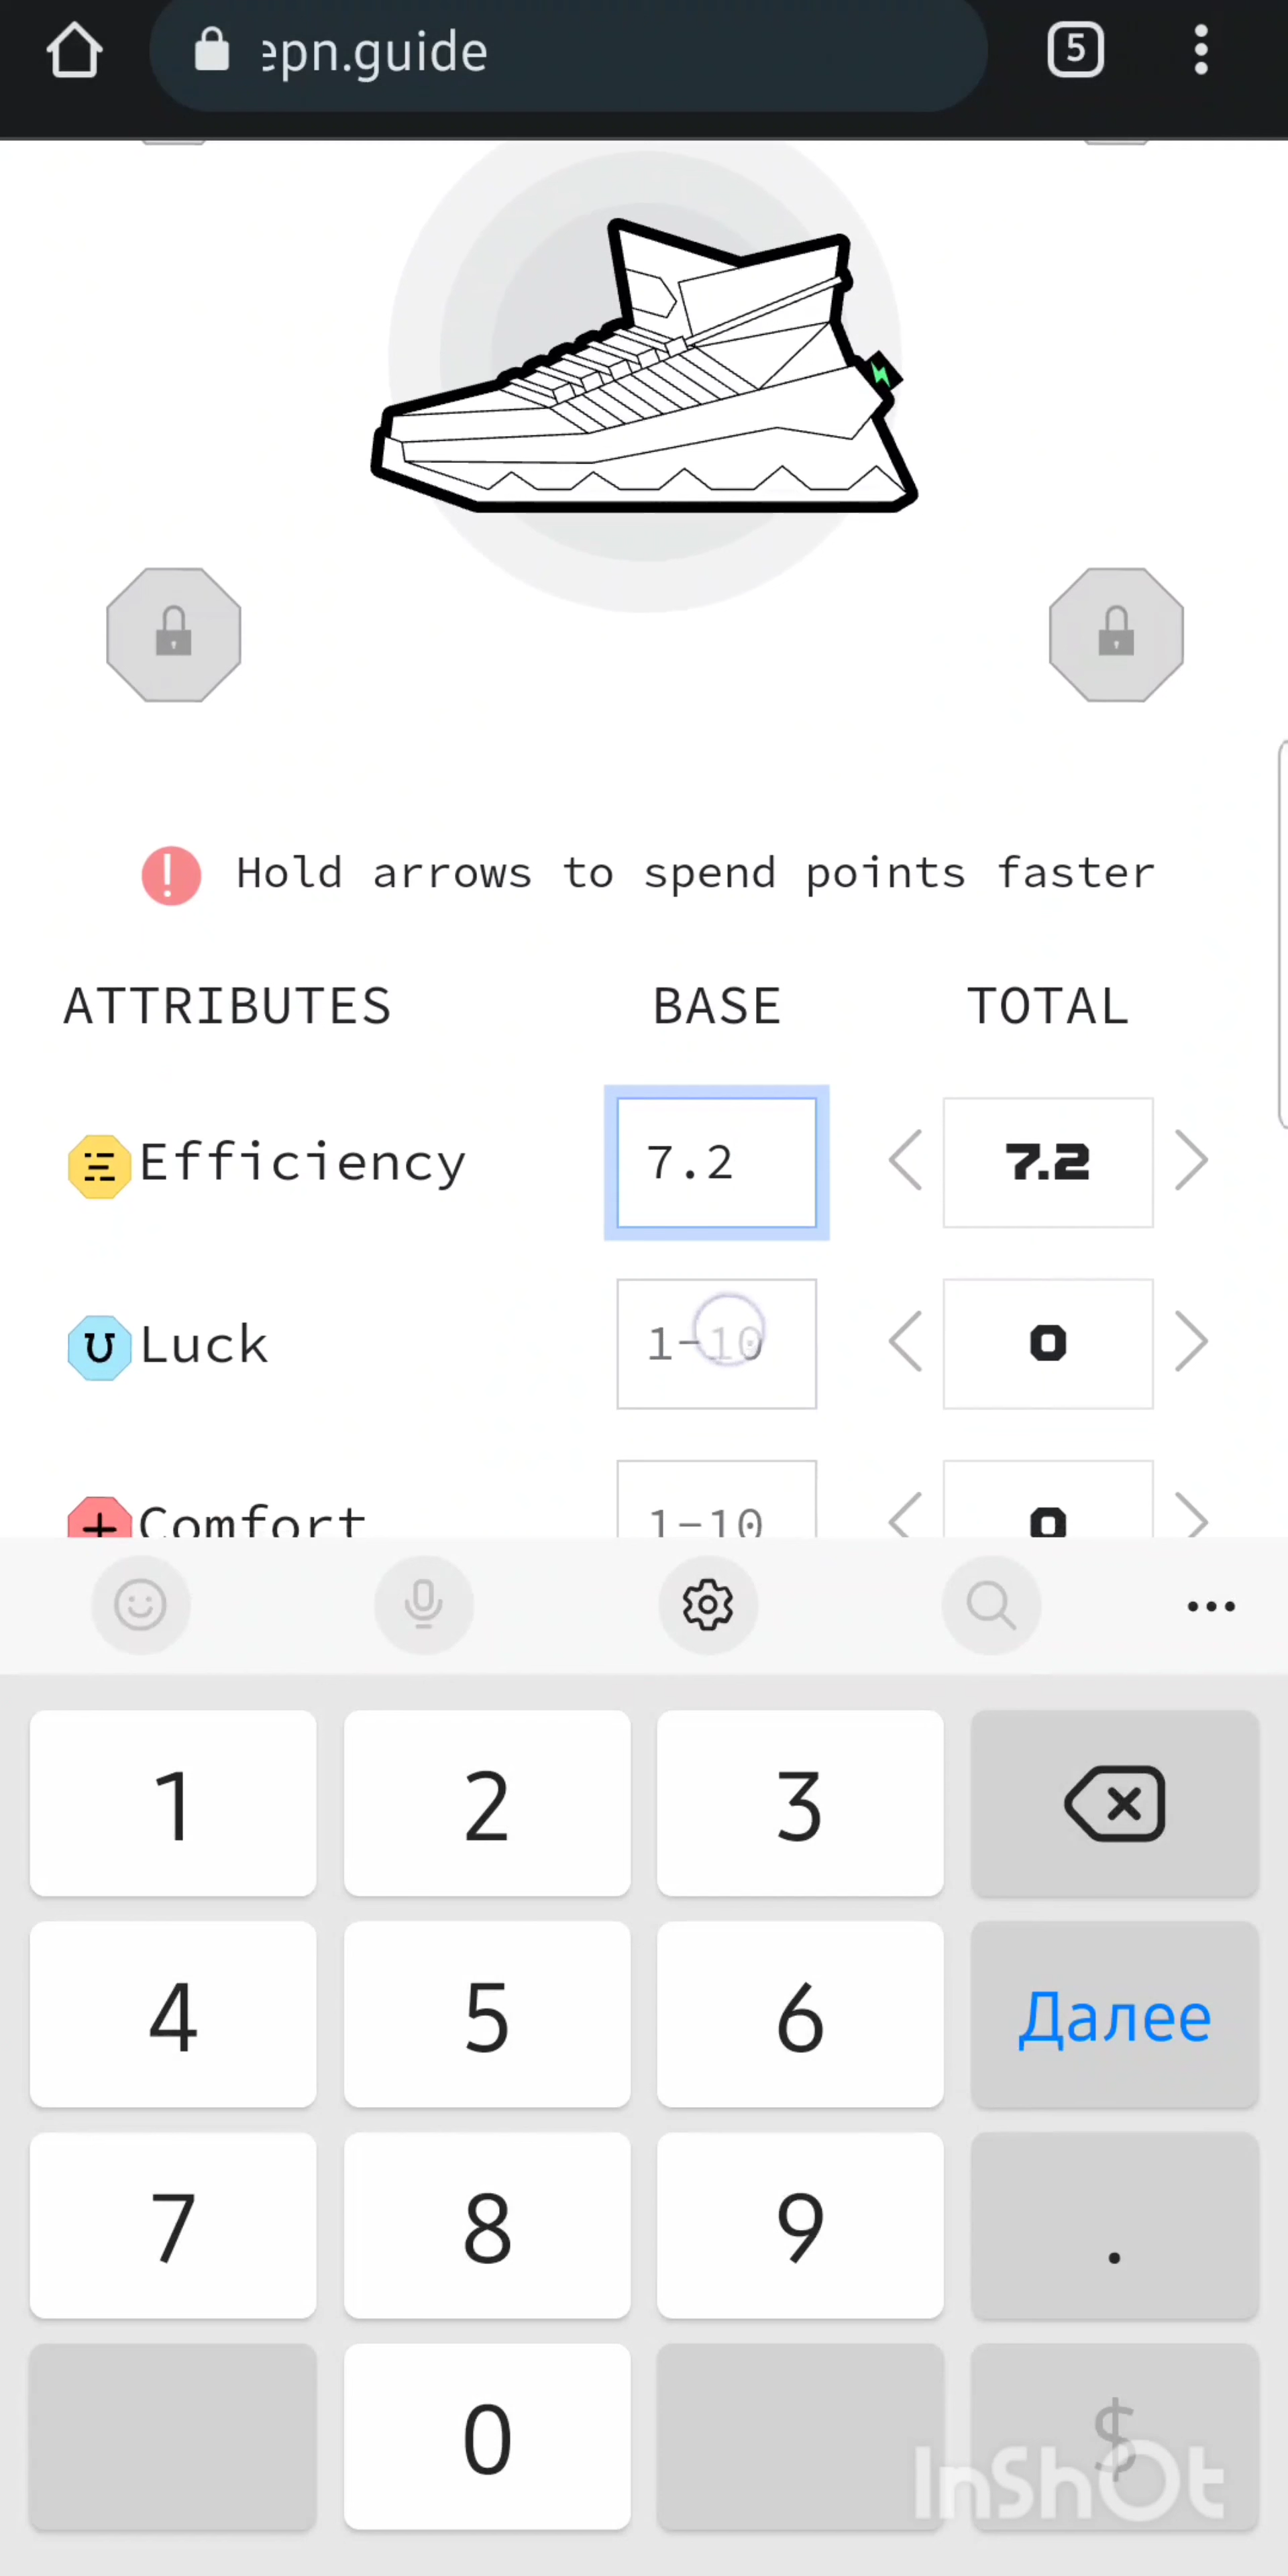 epn.guide
5
Hold arrows to spend points faster
ATTRIBUTES BASE TOTAL
Efficiency 7.2 7.2
Luck 1-10 0
Comfort 1-10 0
1 2 3
4 5 6 Далее
7 8 9 .
0 $
InShOt